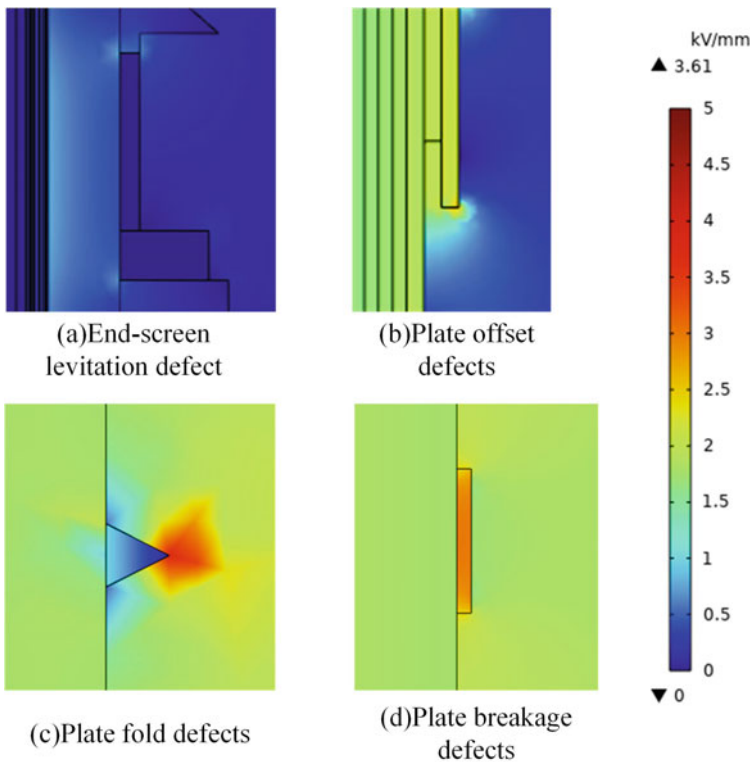 kV/mm
▲ 3.61
5
4.5
4
3.5
3
2.5
2
1.5
1
0.5
0
▼ 0
(a)End-screen
levitation defect
(b)Plate offset
defects
(c)Plate fold defects
(d)Plate breakage
defects